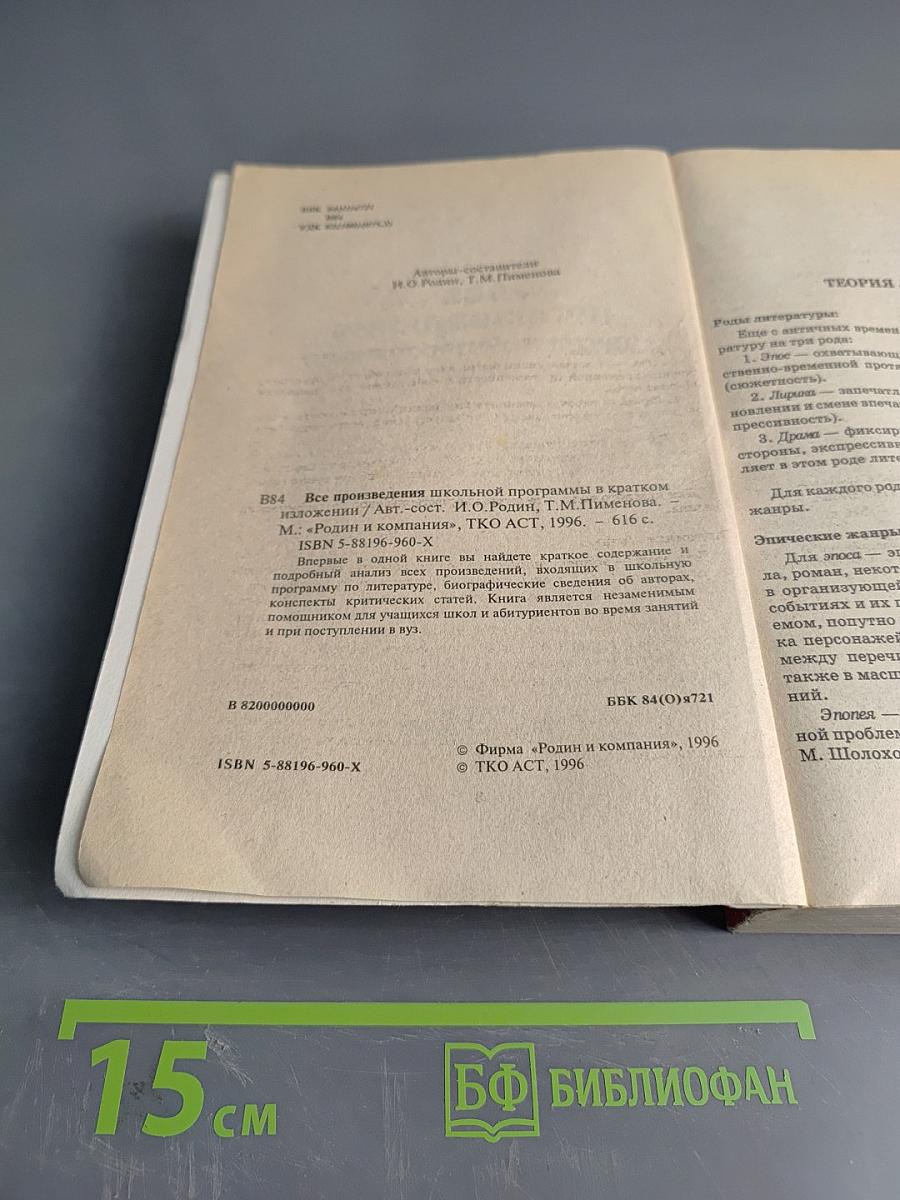 УДК
ББК
Авторы-составители
И.О.Родин, Т.М.Пименова
В84 Все произведения школьной программы в кратком
изложении / Авт.-сост. И.О.Родин, Т.М.Пименова. –
М.: «Родин и компания», ТКО АСТ, 1996. – 616 с.
ISBN 5-88196-960-X
Впервые в одной книге вы найдете краткое содержание и
подробный анализ всех произведений, входящих в школьную
программу по литературе, биографические сведения об авторах,
конспекты критических статей. Книга является незаменимым
помощником для учащихся школ и абитуриентов во время занятий
и при поступлении в вуз.
В 8200000000
ББК 84(О)я721
ISBN 5-88196-960-X
© Фирма «Родин и компания», 1996
© ТКО АСТ, 1996
ТЕОРИЯ
Роды литературы:
Еще с античных времен
ратуру на три рода:
1. Эпос — охватывающ
ственно-временной протя
(сюжетность).
2. Лирика — запечатл
новлении и смене впеча
прессивность).
3. Драма — фиксир
стороны, экспрессив
ляет в этом роде лите
Для каждого род
жанры.
Эпические жанры
Для эпоса — э
ла, роман, некот
в организующей
событиях и их п
емом, попутно
ка персонажей
между перечи
также в масш
ний.
Эпопея —
ной проблем
М. Шолохо
15 см
БФ БИБЛИОФАН